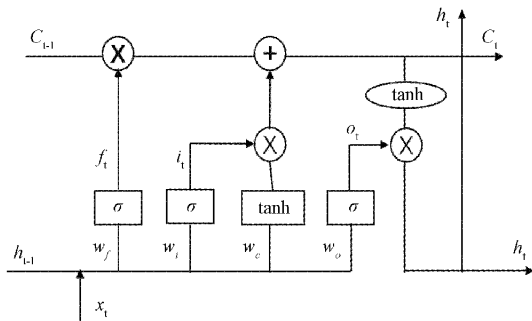 h_t
C_{t-1} X + C_t
tanh
f_t i_t X o_t X
σ σ tanh σ
w_f w_i w_c w_o
h_{t-1} h_t
x_t